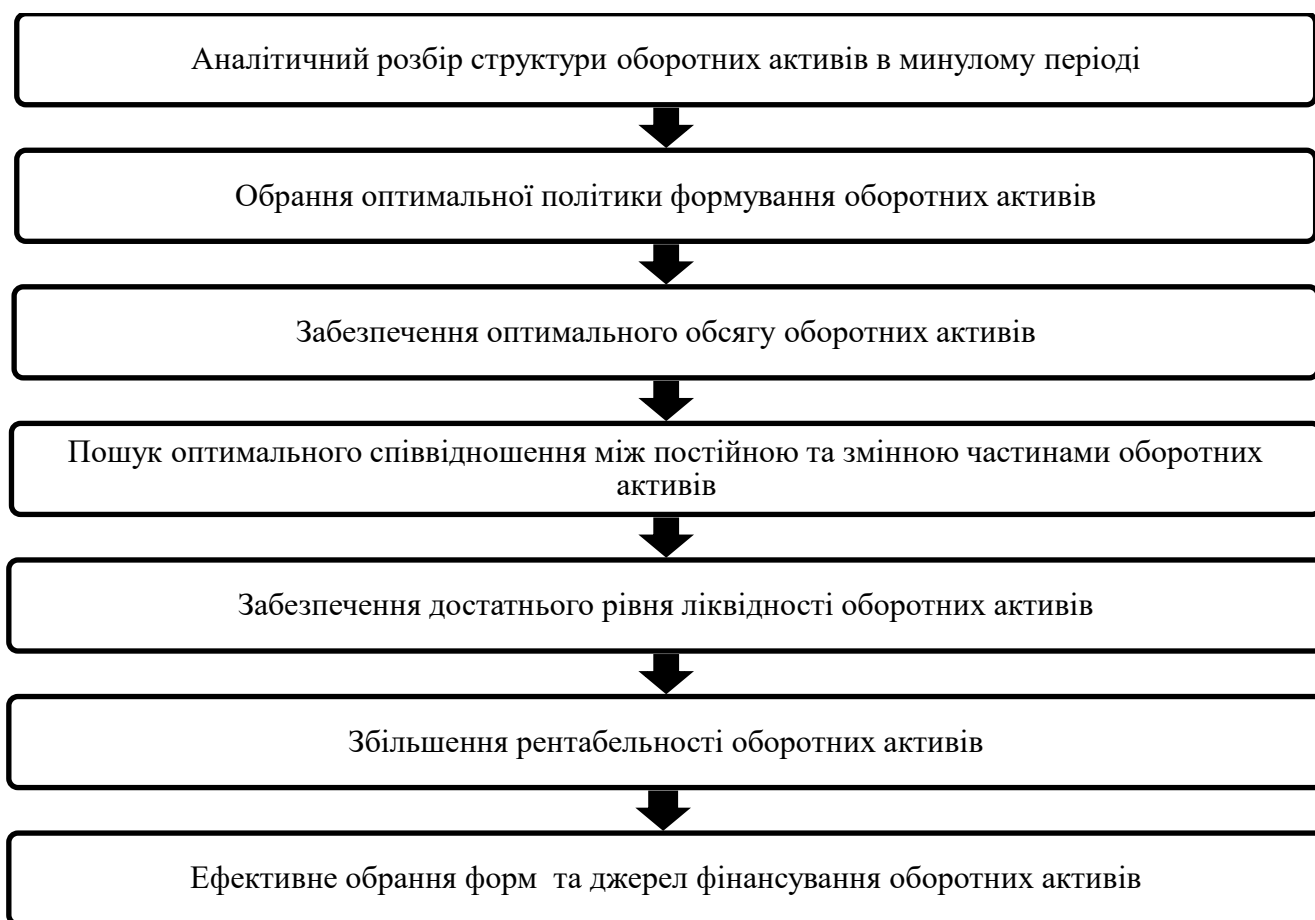 Аналітичний розбір структури оборотних активів в минулому періоді
Обрання оптимальної політики формування оборотних активів
Забезпечення оптимального обсягу оборотних активів
Пошук оптимального співвідношення між постійною та змінною частинами оборотних
активів
Забезпечення достатнього рівня ліквідності оборотних активів
Збільшення рентабельності оборотних активів
Ефективне обрання форм  та джерел фінансування оборотних активів